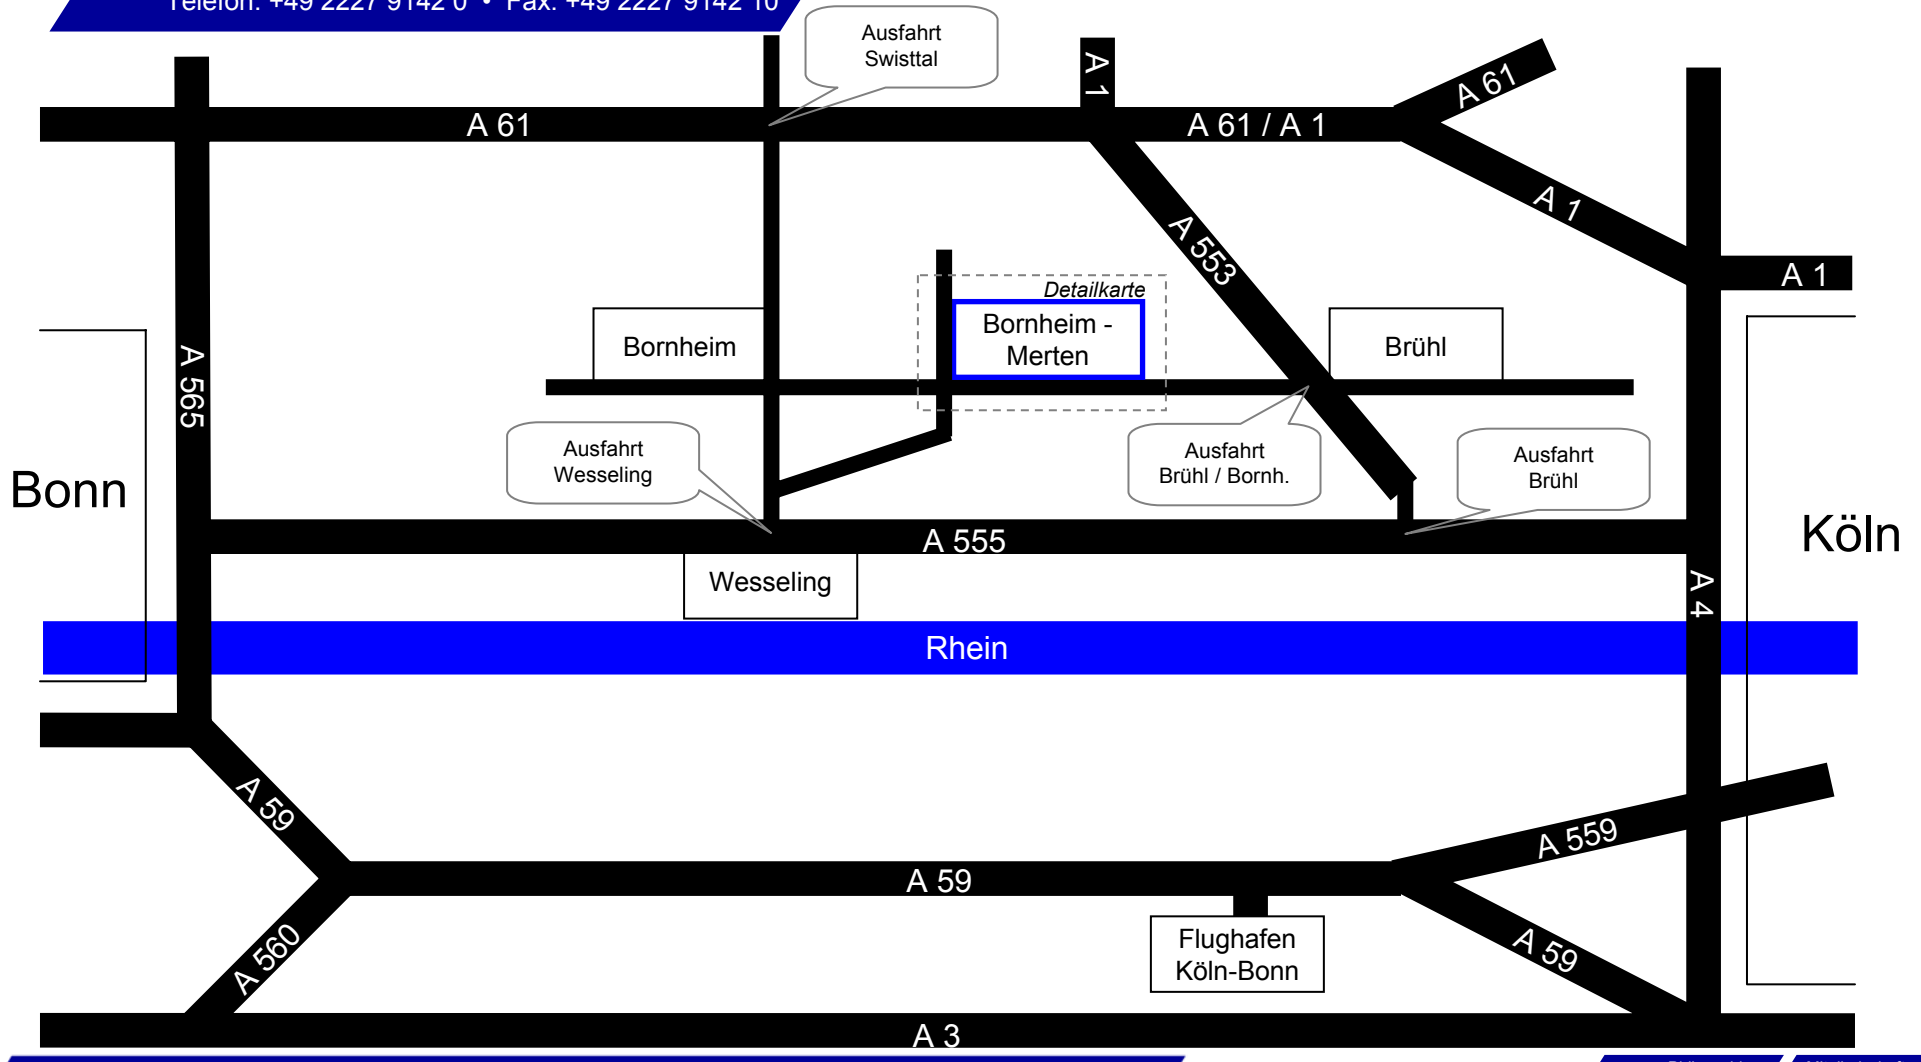 Telefon: +49 2227 9142 0 • Fax: +49 2227 9142 10
Ausfahrt
Swisttal
A 1
A 61
A 61
A 61 / A 1
A 1
A 553
A 1
Detailkarte
Bornheim -
Merten
Bornheim
Brühl
A 565
Ausfahrt
Wesseling
Ausfahrt
Brühl / Bornh.
Ausfahrt
Brühl
Bonn
Köln
A 555
Wesseling
A 4
Rhein
A 59
A 559
A 59
A 560
Flughafen
Köln-Bonn
A 59
A 3